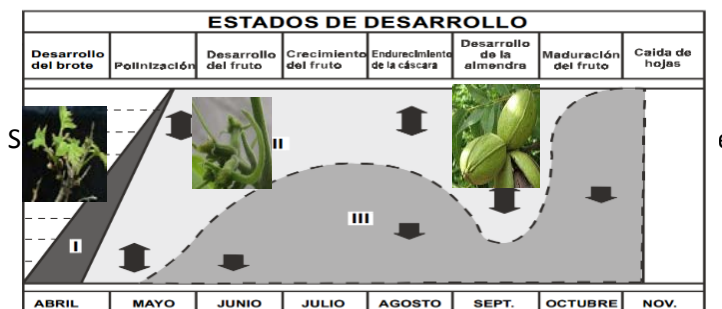 ESTADOS DE DESARROLLO
Desarrollo
del brote
Polinización
Desarrollo
del fruto
Crecimiento
del fruto
Endurecimiento
de la cáscara
Desarrollo
de la
almendra
Maduración
del fruto
Caida de
hojas
S
e
II
III
I
ABRIL
MAYO
JUNIO
JULIO
AGOSTO
SEPT.
OCTUBRE
NOV.